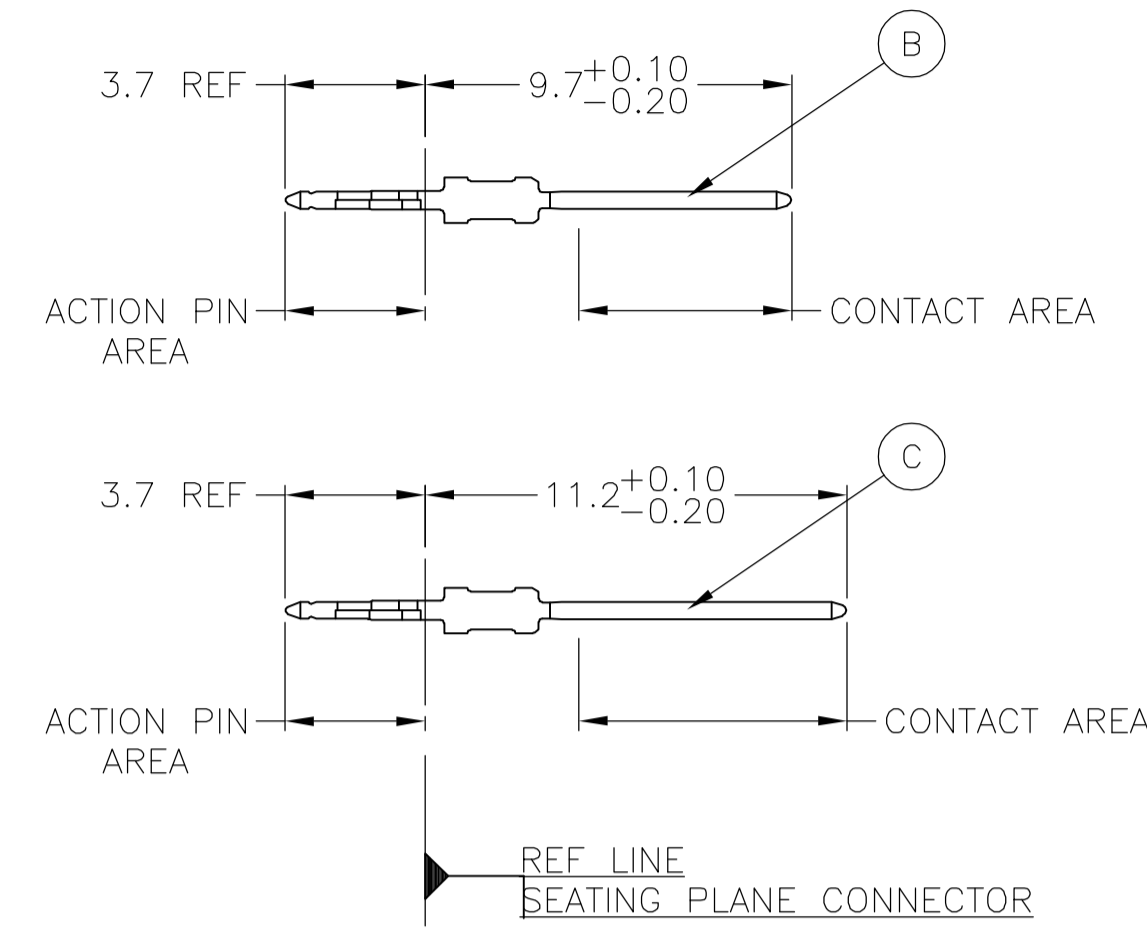 B
3.7 REF
9.7 +0.10 -0.20
ACTION PIN AREA
CONTACT AREA
C
3.7 REF
11.2 +0.10 -0.20
ACTION PIN AREA
CONTACT AREA
REF LINE
SEATING PLANE CONNECTOR